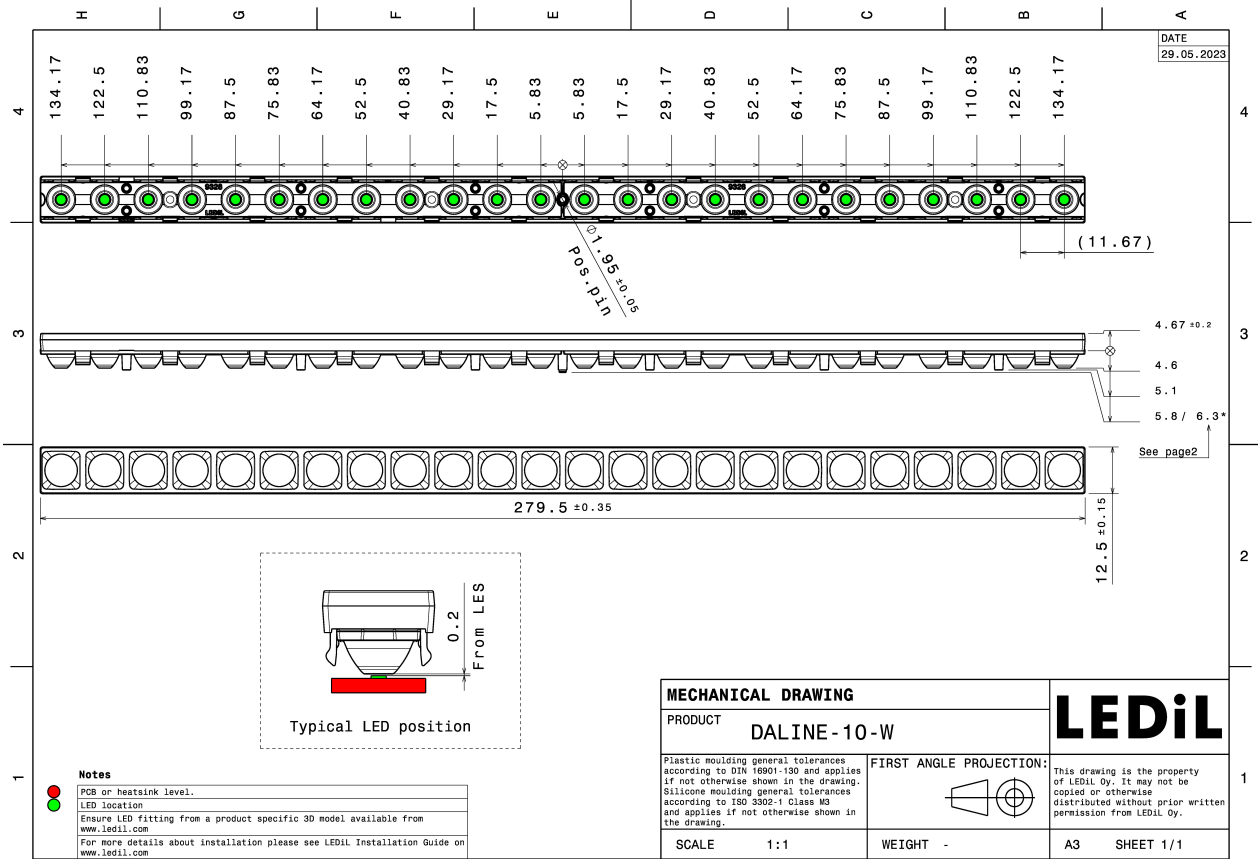 H G F E D C B A
DATE
29.05.2023
4
4
134.17
122.5
110.83
99.17
87.5
75.83
64.17
52.5
40.83
29.17
17.5
5.83
5.83
17.5
29.17
40.83
52.5
64.17
75.83
87.5
99.17
110.83
122.5
134.17
9326
9326
LEDiL
LEDiL
(11.67)
Ø1.95 ±0.05
Pos.pin
3
3
4.67 ±0.2
4.6
5.1
5.8/ 6.3*
See page2
279.5 ±0.35
12.5 ±0.15
2
2
0.2
From LES
Typical LED position
1
1
Notes
PCB or heatsink level.
LED location
Ensure LED fitting from a product specific 3D model available from
www.ledil.com
For more details about installation please see LEDiL Installation Guide on
www.ledil.com
MECHANICAL DRAWING
PRODUCT
DALINE-10-W
LEDiL
Plastic moulding general tolerances
according to DIN 16901-130 and applies
if not otherwise shown in the drawing.
Silicone moulding general tolerances
according to ISO 3302-1 Class M3
and applies if not otherwise shown in
the drawing.
FIRST ANGLE PROJECTION:
This drawing is the property
of LEDiL Oy. It may not be
copied or otherwise
distributed without prior written
permission from LEDiL Oy.
SCALE 1:1
WEIGHT -
A3 SHEET 1/1